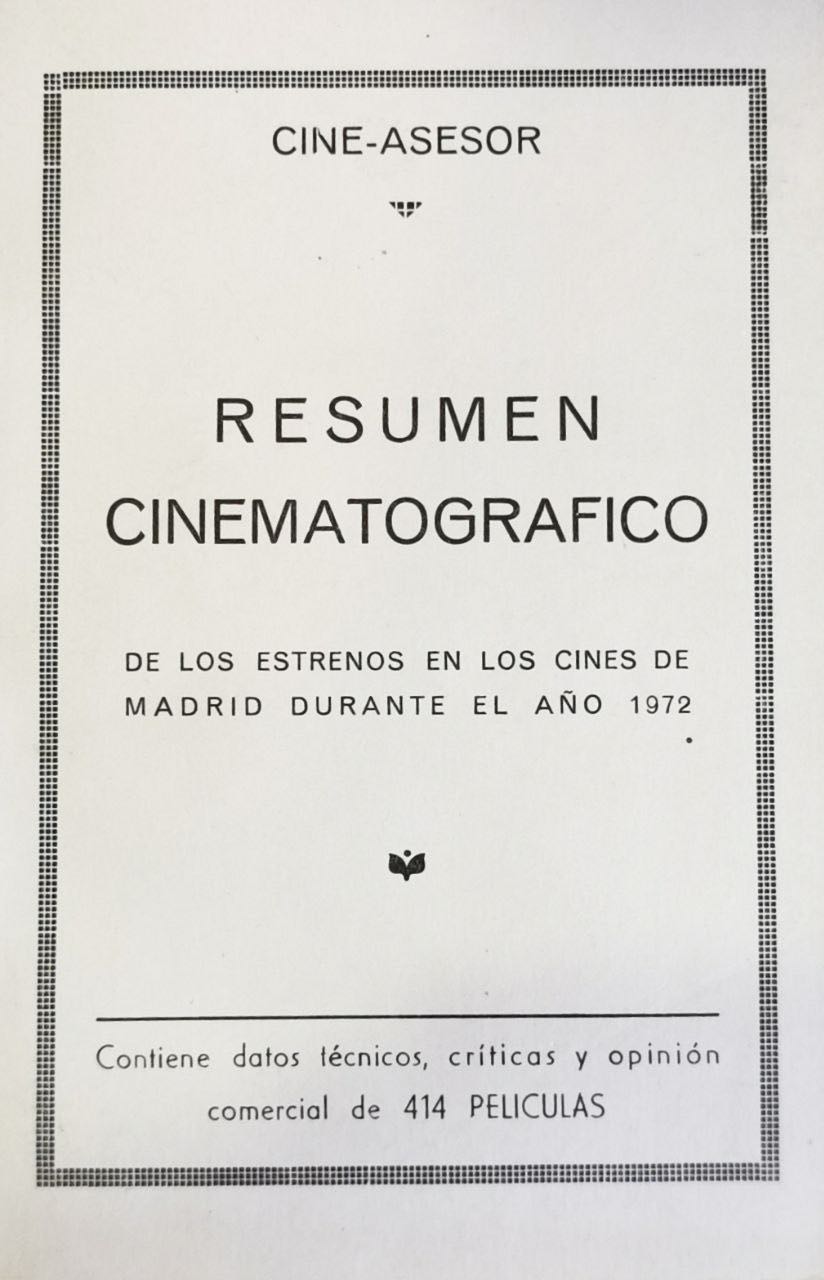 CINE-ASESOR
RESUMEN
CINEMATOGRAFICO
DE LOS ESTRENOS EN LOS CINES DE
MADRID DURANTE EL AÑO 1972
Contiene datos técnicos, críticas y opinión
comercial de 414 PELICULAS